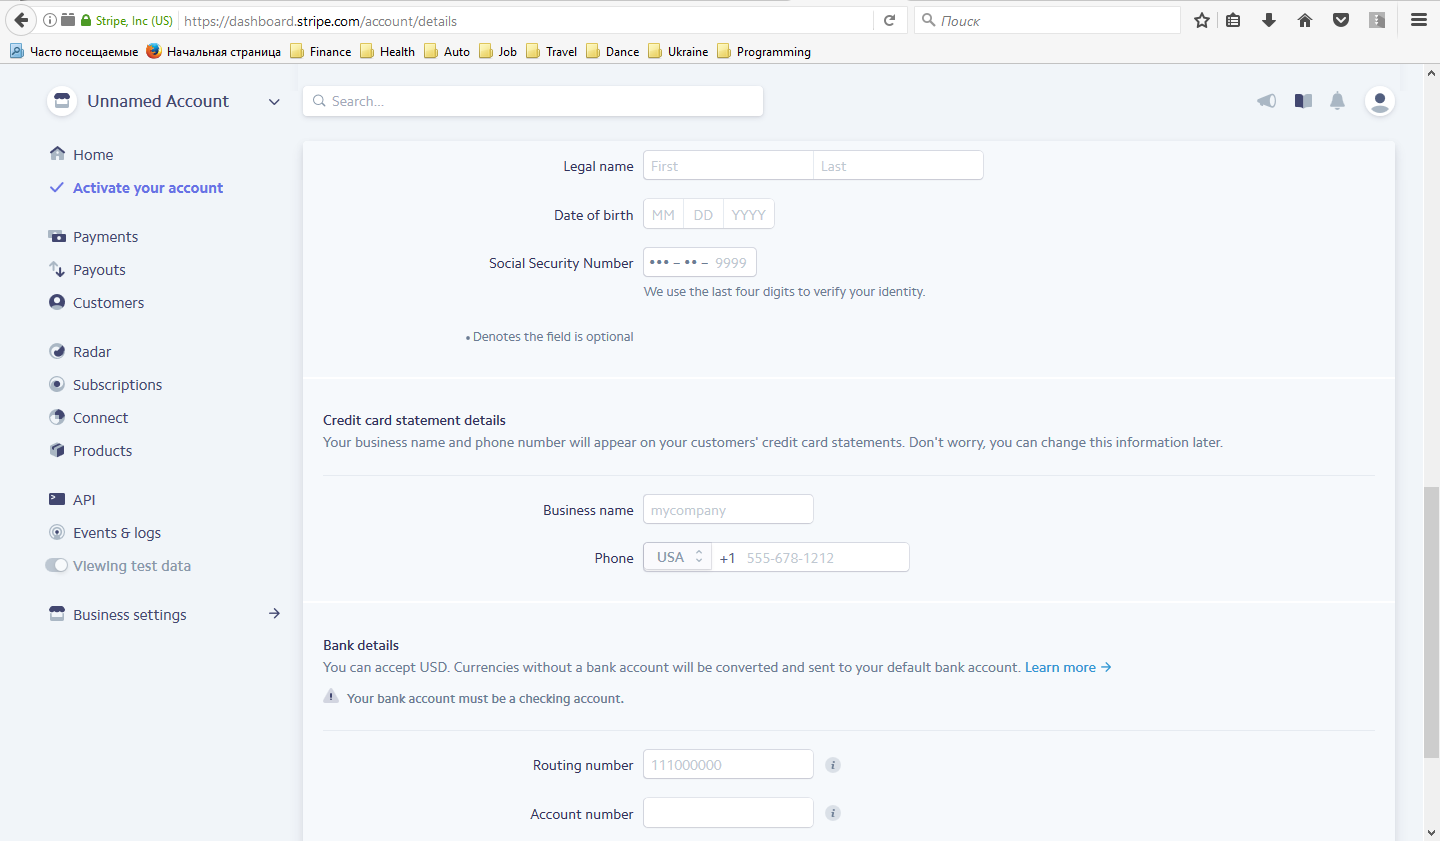 Stripe, Inc (US) https://dashboard.stripe.com/account/details Поиск
Часто посещаемые Начальная страница Finance Health Auto Job Travel Dance Ukraine Programming
Unnamed Account
Search...
Home
Activate your account
Payments
Payouts
Customers
Radar
Subscriptions
Connect
Products
API
Events & logs
Viewing test data
Business settings
Legal name First Last
Date of birth MM DD YYYY
Social Security Number ••• – •• – 9999
We use the last four digits to verify your identity.
• Denotes the field is optional
Credit card statement details
Your business name and phone number will appear on your customers' credit card statements. Don't worry, you can change this information later.
Business name mycompany
Phone USA +1 555-678-1212
Bank details
You can accept USD. Currencies without a bank account will be converted and sent to your default bank account. Learn more →
Your bank account must be a checking account.
Routing number 111000000
Account number